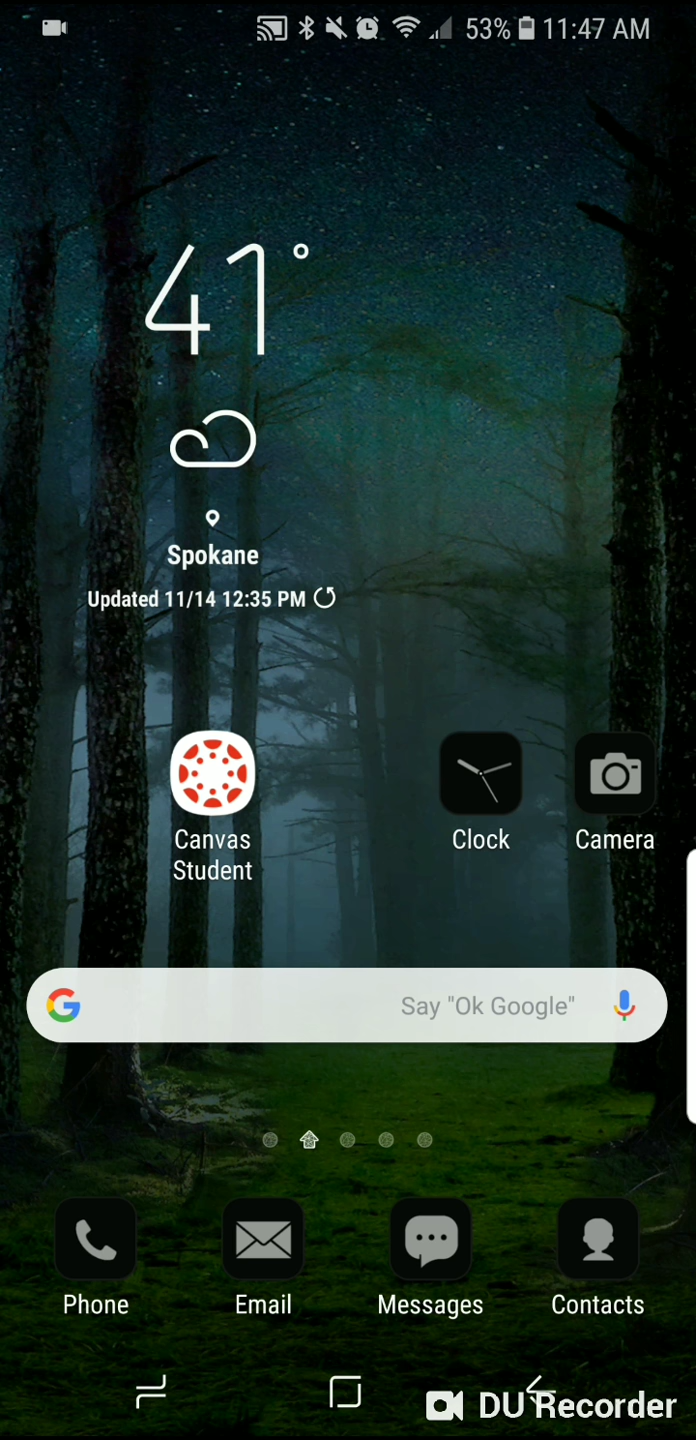 53% 11:47 AM
41°
Spokane
Updated 11/14 12:35 PM
Canvas
Student
Clock
Camera
Say "Ok Google"
Phone
Email
Messages
Contacts
DU Recorder